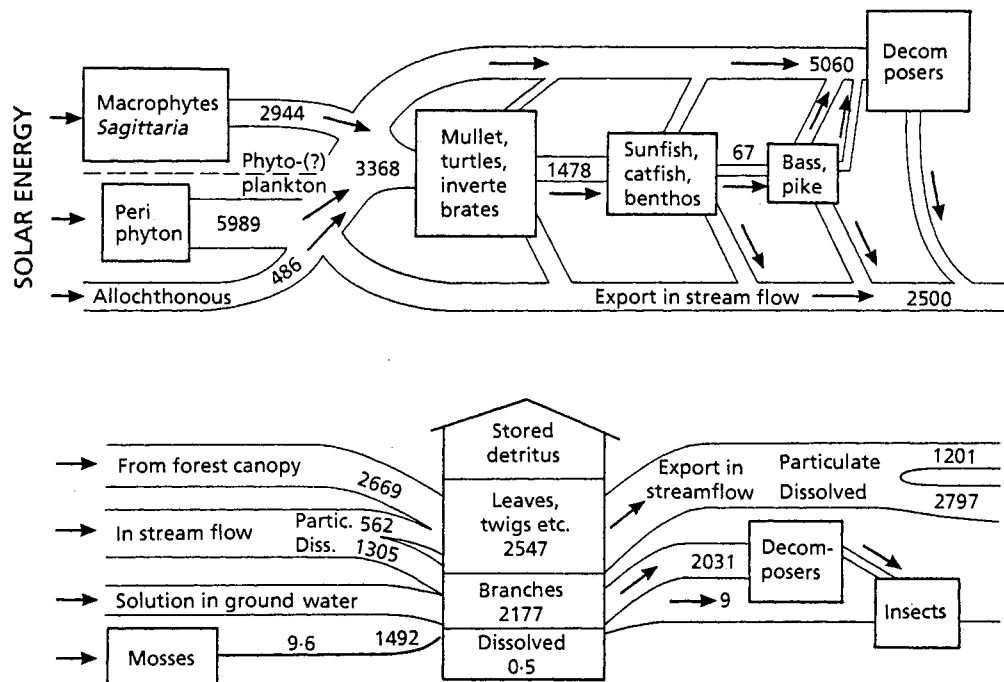 SOLAR ENERGY
Macrophytes
Sagittaria
2944
Phyto-(?)
plankton
Peri
phyton
5989
Allochthonous
486
3368
Mullet,
turtles,
inverte
brates
1478
Sunfish,
catfish,
benthos
67
Bass,
pike
5060
Decom
posers
Export in stream flow
2500
From forest canopy
2669
In stream flow
Partic. 562
Diss. 1305
Solution in ground water
1492
Mosses
9·6
Stored
detritus
Leaves,
twigs etc.
2547
Branches
2177
Dissolved
0·5
Export in
streamflow
Particulate
1201
Dissolved
2797
2031
Decom-
posers
9
Insects